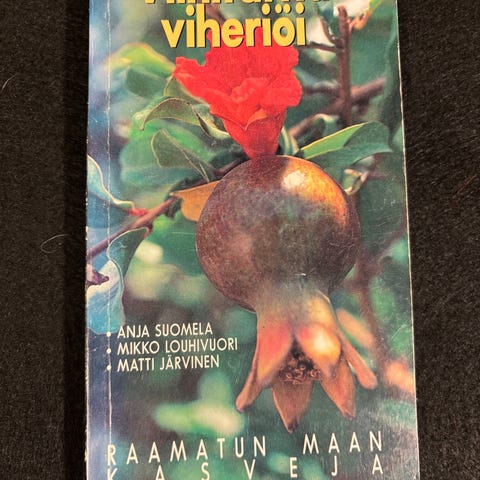 viheriöi
• ANJA SUOMELA
• MIKKO LOUHIVUORI
• MATTI JÄRVINEN
RAAMATUN MAAN
KASVEJA